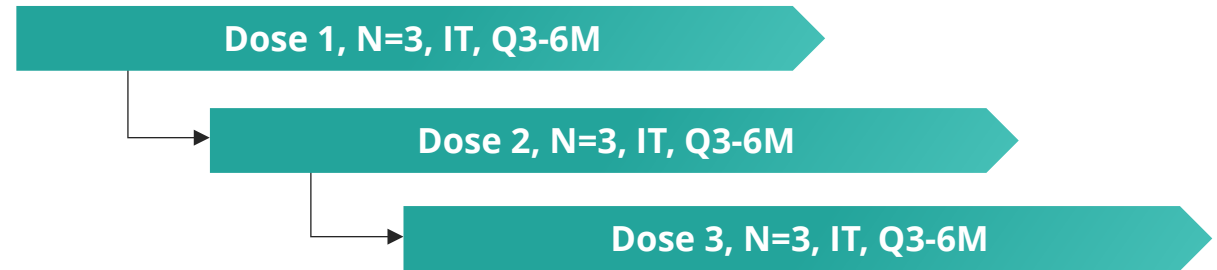 Dose 1, N=3, IT, Q3-6M
Dose 2, N=3, IT, Q3-6M
Dose 3, N=3, IT, Q3-6M